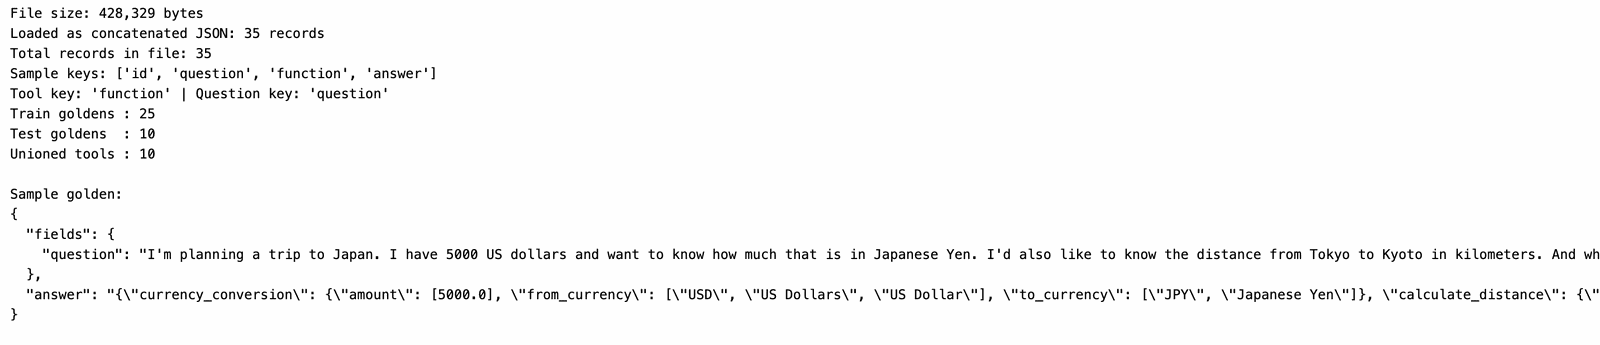 File size: 428,329 bytes
Loaded as concatenated JSON: 35 records
Total records in file: 35
Sample keys: ['id', 'question', 'function', 'answer']
Tool key: 'function' | Question key: 'question'
Train goldens : 25
Test goldens  : 10
Unioned tools : 10

Sample golden:
{
  "fields": {
    "question": "I'm planning a trip to Japan. I have 5000 US dollars and want to know how much that is in Japanese Yen. I'd also like to know the distance from Tokyo to Kyoto in kilometers. And wh
  },
  "answer": "{\"currency_conversion\": {\"amount\": [5000.0], \"from_currency\": [\"USD\", \"US Dollars\", \"US Dollar\"], \"to_currency\": [\"JPY\", \"Japanese Yen\"]}, \"calculate_distance\": {\"
}